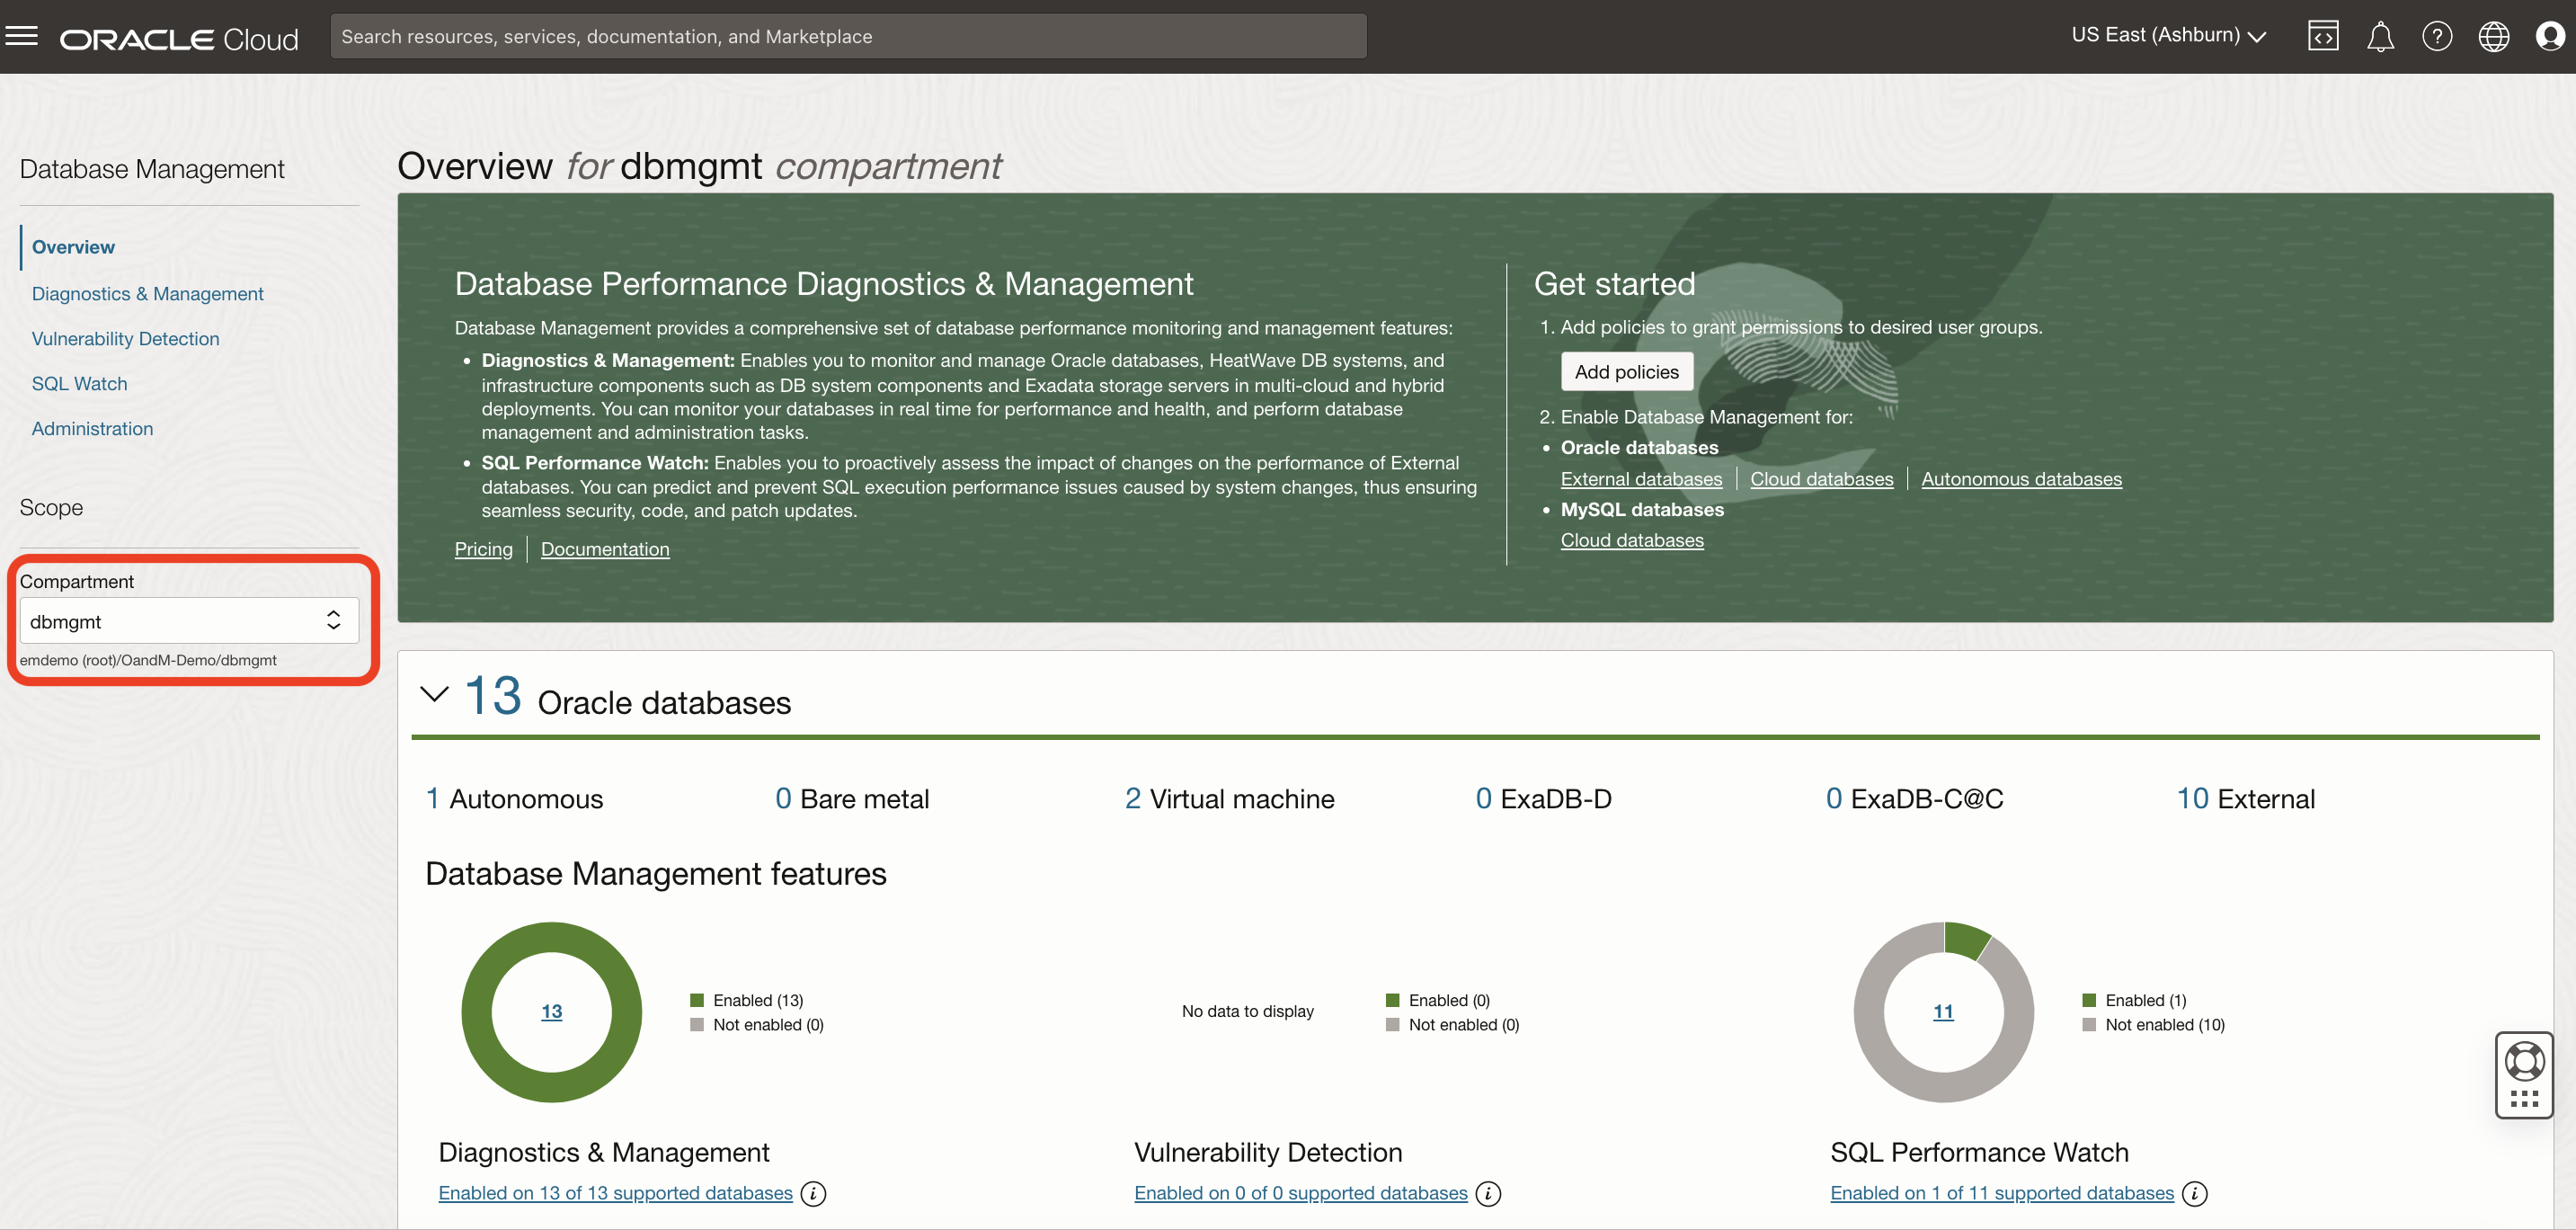 ORACLE Cloud
Search resources, services, documentation, and Marketplace
US East (Ashburn)
Database Management
Overview
Diagnostics & Management
Vulnerability Detection
SQL Watch
Administration
Scope
Compartment
dbmgmt
emdemo (root)/OandM-Demo/dbmgmt
Overview for dbmgmt compartment
Database Performance Diagnostics & Management
Database Management provides a comprehensive set of database performance monitoring and management features:
• Diagnostics & Management: Enables you to monitor and manage Oracle databases, HeatWave DB systems, and
infrastructure components such as DB system components and Exadata storage servers in multi-cloud and hybrid
deployments. You can monitor your databases in real time for performance and health, and perform database
management and administration tasks.
• SQL Performance Watch: Enables you to proactively assess the impact of changes on the performance of External
databases. You can predict and prevent SQL execution performance issues caused by system changes, thus ensuring
seamless security, code, and patch updates.
Pricing | Documentation
Get started
1. Add policies to grant permissions to desired user groups.
Add policies
2. Enable Database Management for:
• Oracle databases
External databases | Cloud databases | Autonomous databases
• MySQL databases
Cloud databases
13 Oracle databases
1 Autonomous
0 Bare metal
2 Virtual machine
0 ExaDB-D
0 ExaDB-C@C
10 External
Database Management features
13
Enabled (13)
Not enabled (0)
Diagnostics & Management
Enabled on 13 of 13 supported databases
No data to display
Enabled (0)
Not enabled (0)
Vulnerability Detection
Enabled on 0 of 0 supported databases
11
Enabled (1)
Not enabled (10)
SQL Performance Watch
Enabled on 1 of 11 supported databases